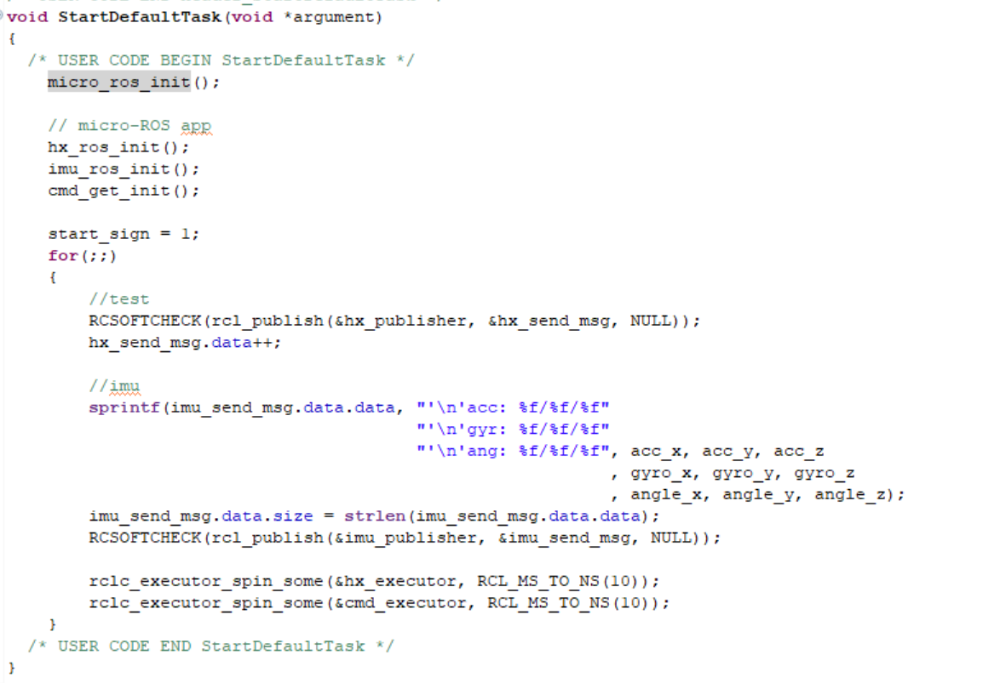 void StartDefaultTask(void *argument)
{
/* USER CODE BEGIN StartDefaultTask */
micro_ros_init();
// micro-ROS app
hx_ros_init();
imu_ros_init();
cmd_get_init();
start_sign = 1;
for(;;)
{
//test
RCSOFTCHECK(rcl_publish(&hx_publisher, &hx_send_msg, NULL));
hx_send_msg.data++;
//imu
sprintf(imu_send_msg.data.data, "'\n'acc: %f/%f/%f"
"'\n'gyr: %f/%f/%f"
"'\n'ang: %f/%f/%f", acc_x, acc_y, acc_z
, gyro_x, gyro_y, gyro_z
, angle_x, angle_y, angle_z);
imu_send_msg.data.size = strlen(imu_send_msg.data.data);
RCSOFTCHECK(rcl_publish(&imu_publisher, &imu_send_msg, NULL));
rclc_executor_spin_some(&hx_executor, RCL_MS_TO_NS(10));
rclc_executor_spin_some(&cmd_executor, RCL_MS_TO_NS(10));
}
/* USER CODE END StartDefaultTask */
}